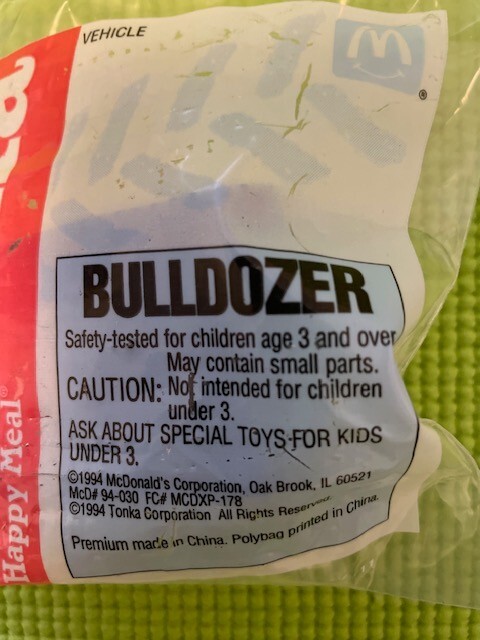 VEHICLE
M
®
BULLDOZER
Safety-tested for children age 3 and over
May contain small parts.
CAUTION: Not intended for children
under 3.
ASK ABOUT SPECIAL TOYS FOR KIDS
UNDER 3.
©1994 McDonald's Corporation, Oak Brook, IL 60521
McD# 94-030 FC# MCDXP-178
©1994 Tonka Corporation All Rights Reserved.
Premium made in China. Polybag printed in China.
Happy Meal®